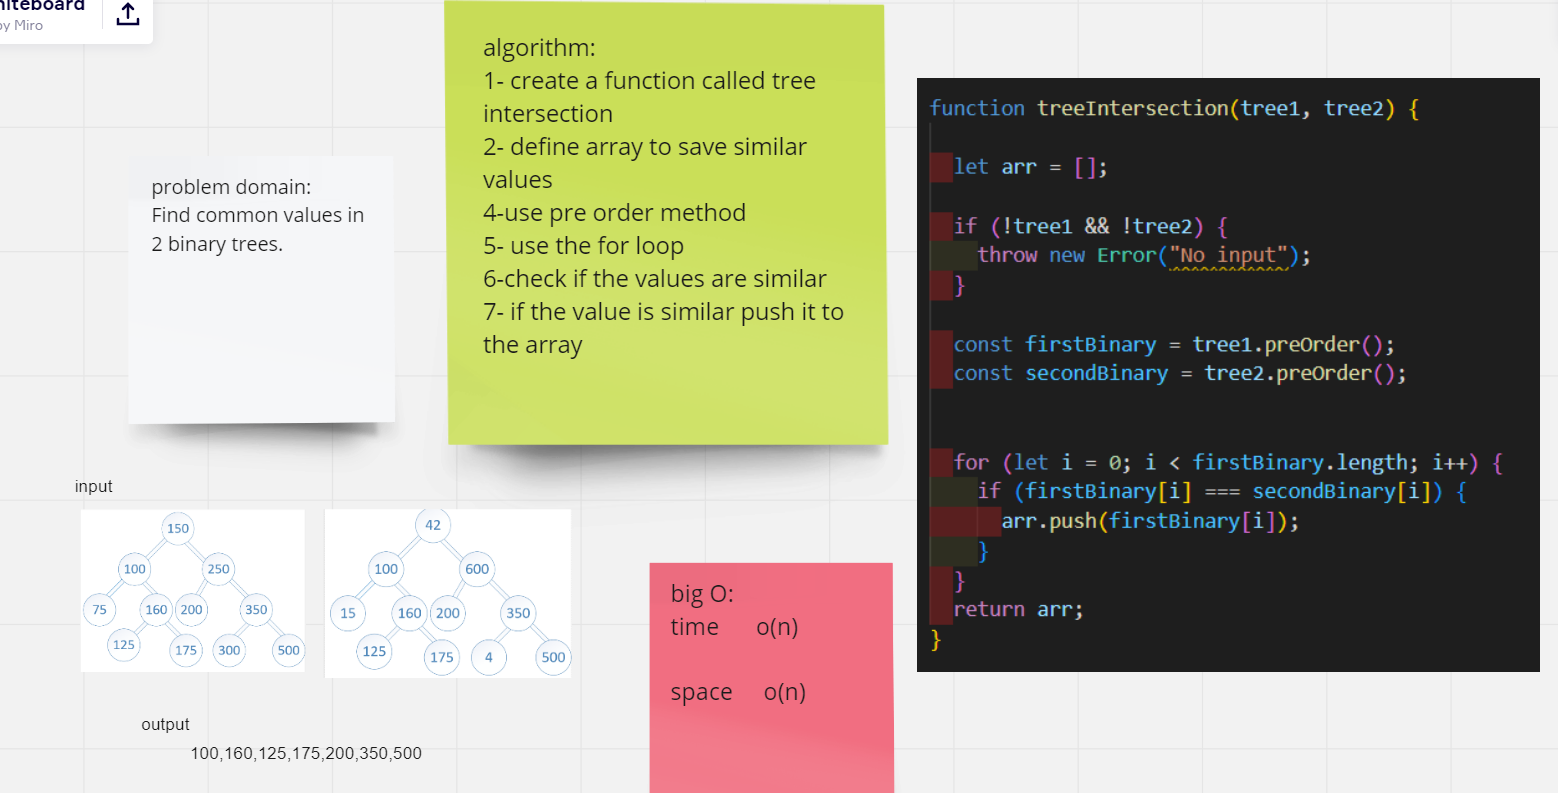 by Miro
problem domain:
Find common values in
2 binary trees.
algorithm:
1- create a function called tree
intersection
2- define array to save similar
values
4-use pre order method
5- use the for loop
6-check if the values are similar
7- if the value is similar push it to
the array
function treeIntersection(tree1, tree2) {
let arr = [];
if (!tree1 && !tree2) {
throw new Error("No input");
}
const firstBinary = tree1.preOrder();
const secondBinary = tree2.preOrder();
for (let i = 0; i < firstBinary.length; i++) {
if (firstBinary[i] === secondBinary[i]) {
arr.push(firstBinary[i]);
}
}
return arr;
}
input
150
100 250
75 160 200 350
125 175 300 500
42
100 600
15 160 200 350
125 175 4 500
output
100,160,125,175,200,350,500
big O:
time o(n)
space o(n)